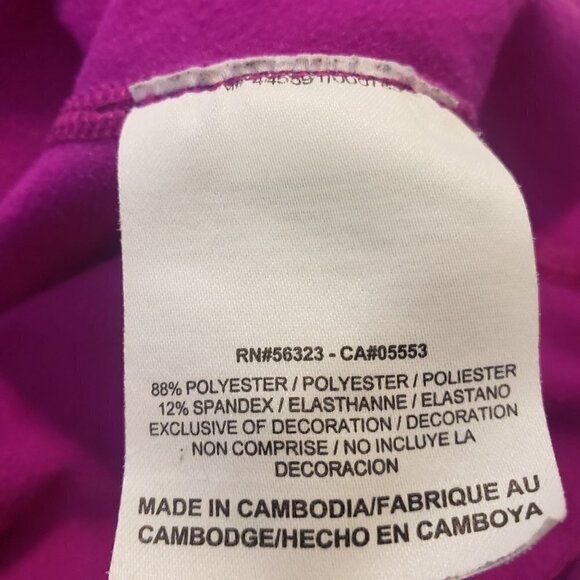 RN#56323 - CA#05553
88% POLYESTER / POLYESTER / POLIESTER
12% SPANDEX / ELASTHANNE / ELASTANO
EXCLUSIVE OF DECORATION / DECORATION
NON COMPRISE / NO INCLUYE LA
DECORACION
MADE IN CAMBODIA/FABRIQUE AU
CAMBODGE/HECHO EN CAMBOYA